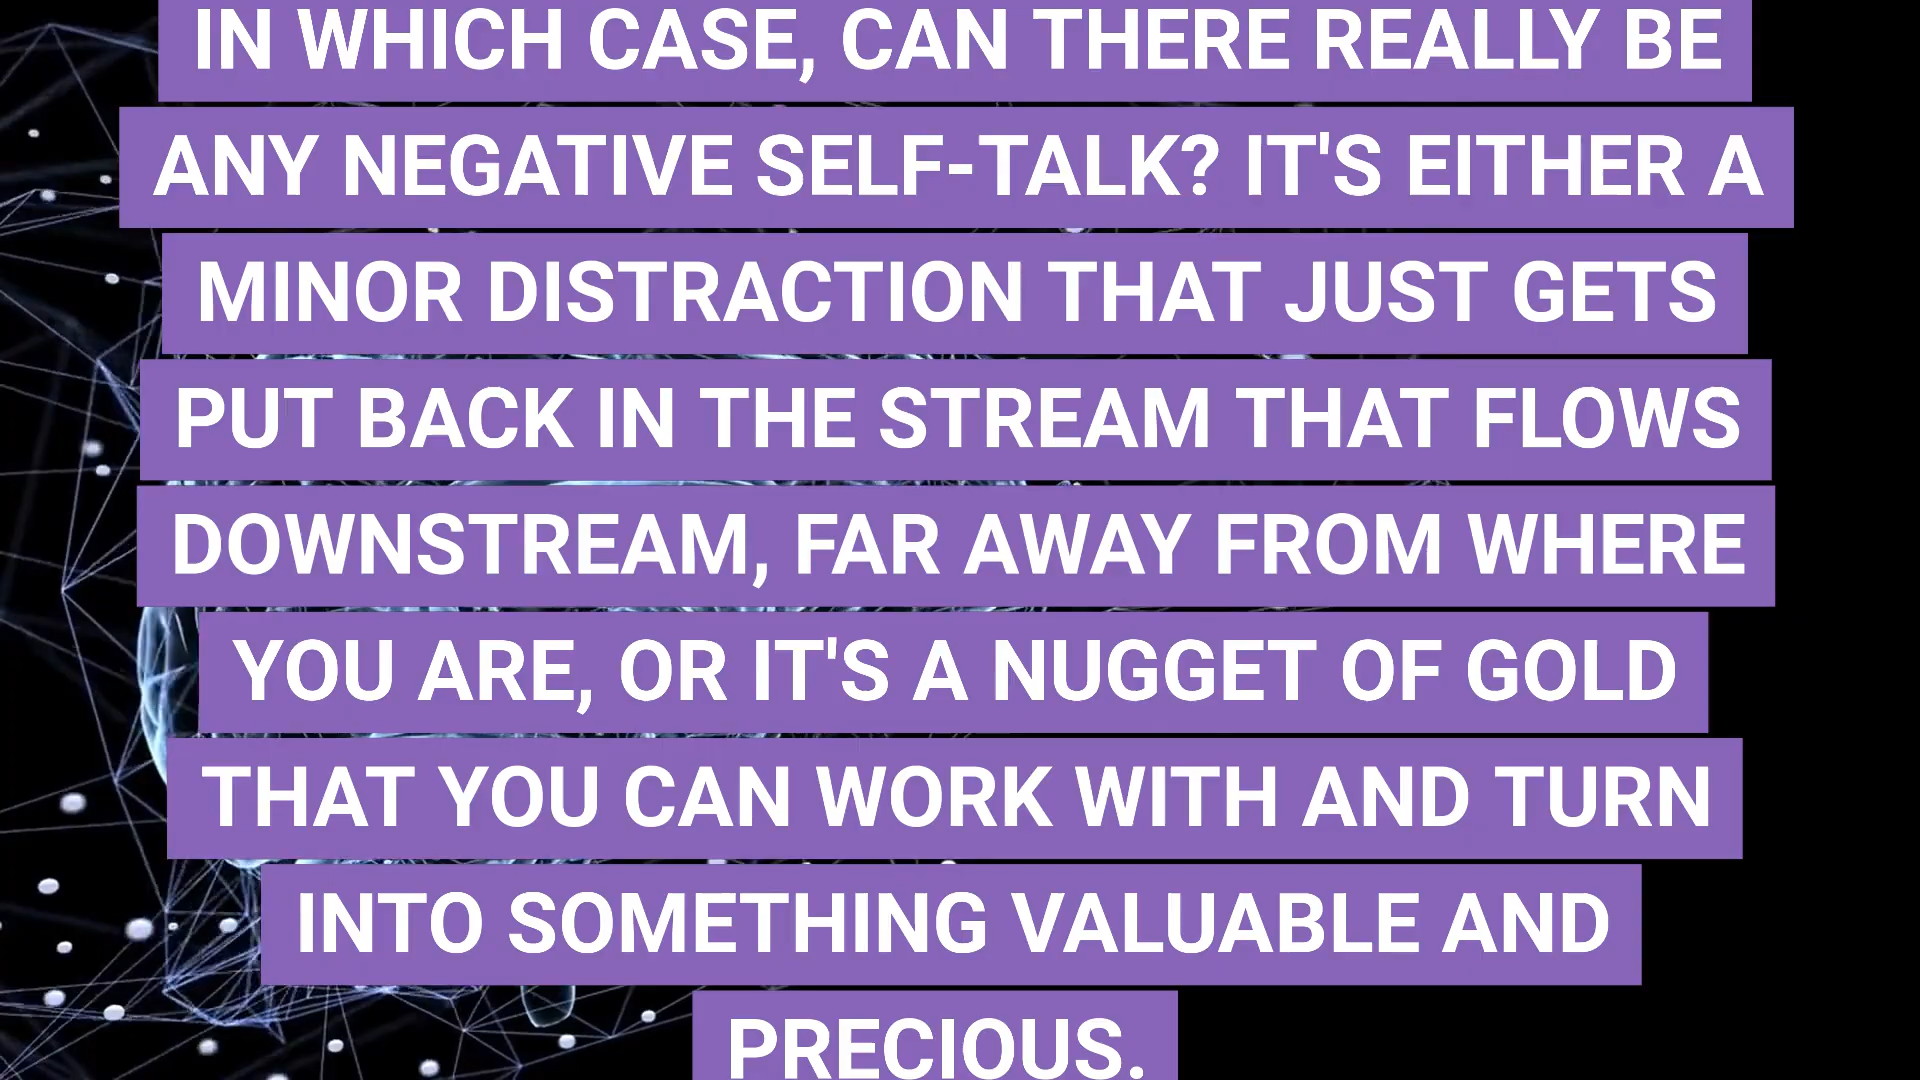 IN WHICH CASE, CAN THERE REALLY BE
ANY NEGATIVE SELF-TALK? IT'S EITHER A
MINOR DISTRACTION THAT JUST GETS
PUT BACK IN THE STREAM THAT FLOWS
DOWNSTREAM, FAR AWAY FROM WHERE
YOU ARE, OR IT'S A NUGGET OF GOLD
THAT YOU CAN WORK WITH AND TURN
INTO SOMETHING VALUABLE AND
PRECIOUS.